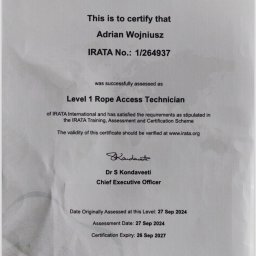 This is to certify that
Adrian Wojniusz
IRATA No.: 1/264937
was successfully assessed as
Level 1 Rope Access Technician
of IRATA International and has satisfied the requirements as stipulated in
the IRATA Training, Assessment and Certification Scheme
The validity of this certificate should be verified at www.irata.org
Dr S Kondaveeti
Chief Executive Officer
Date Originally Assessed at this Level: 27 Sep 2024
Assessment Date: 27 Sep 2024
Certification Expiry: 26 Sep 2027